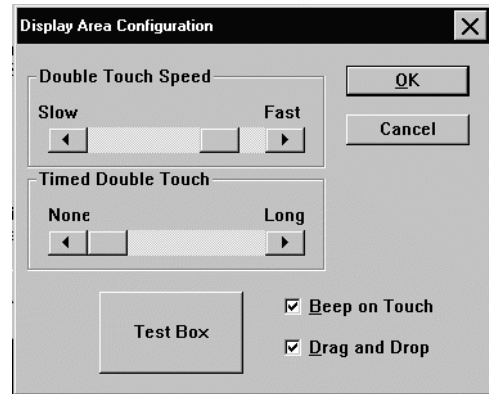 Display Area Configuration
Double Touch Speed
Slow Fast
OK
Cancel
Timed Double Touch
None Long
Test Box
Beep on Touch
Drag and Drop